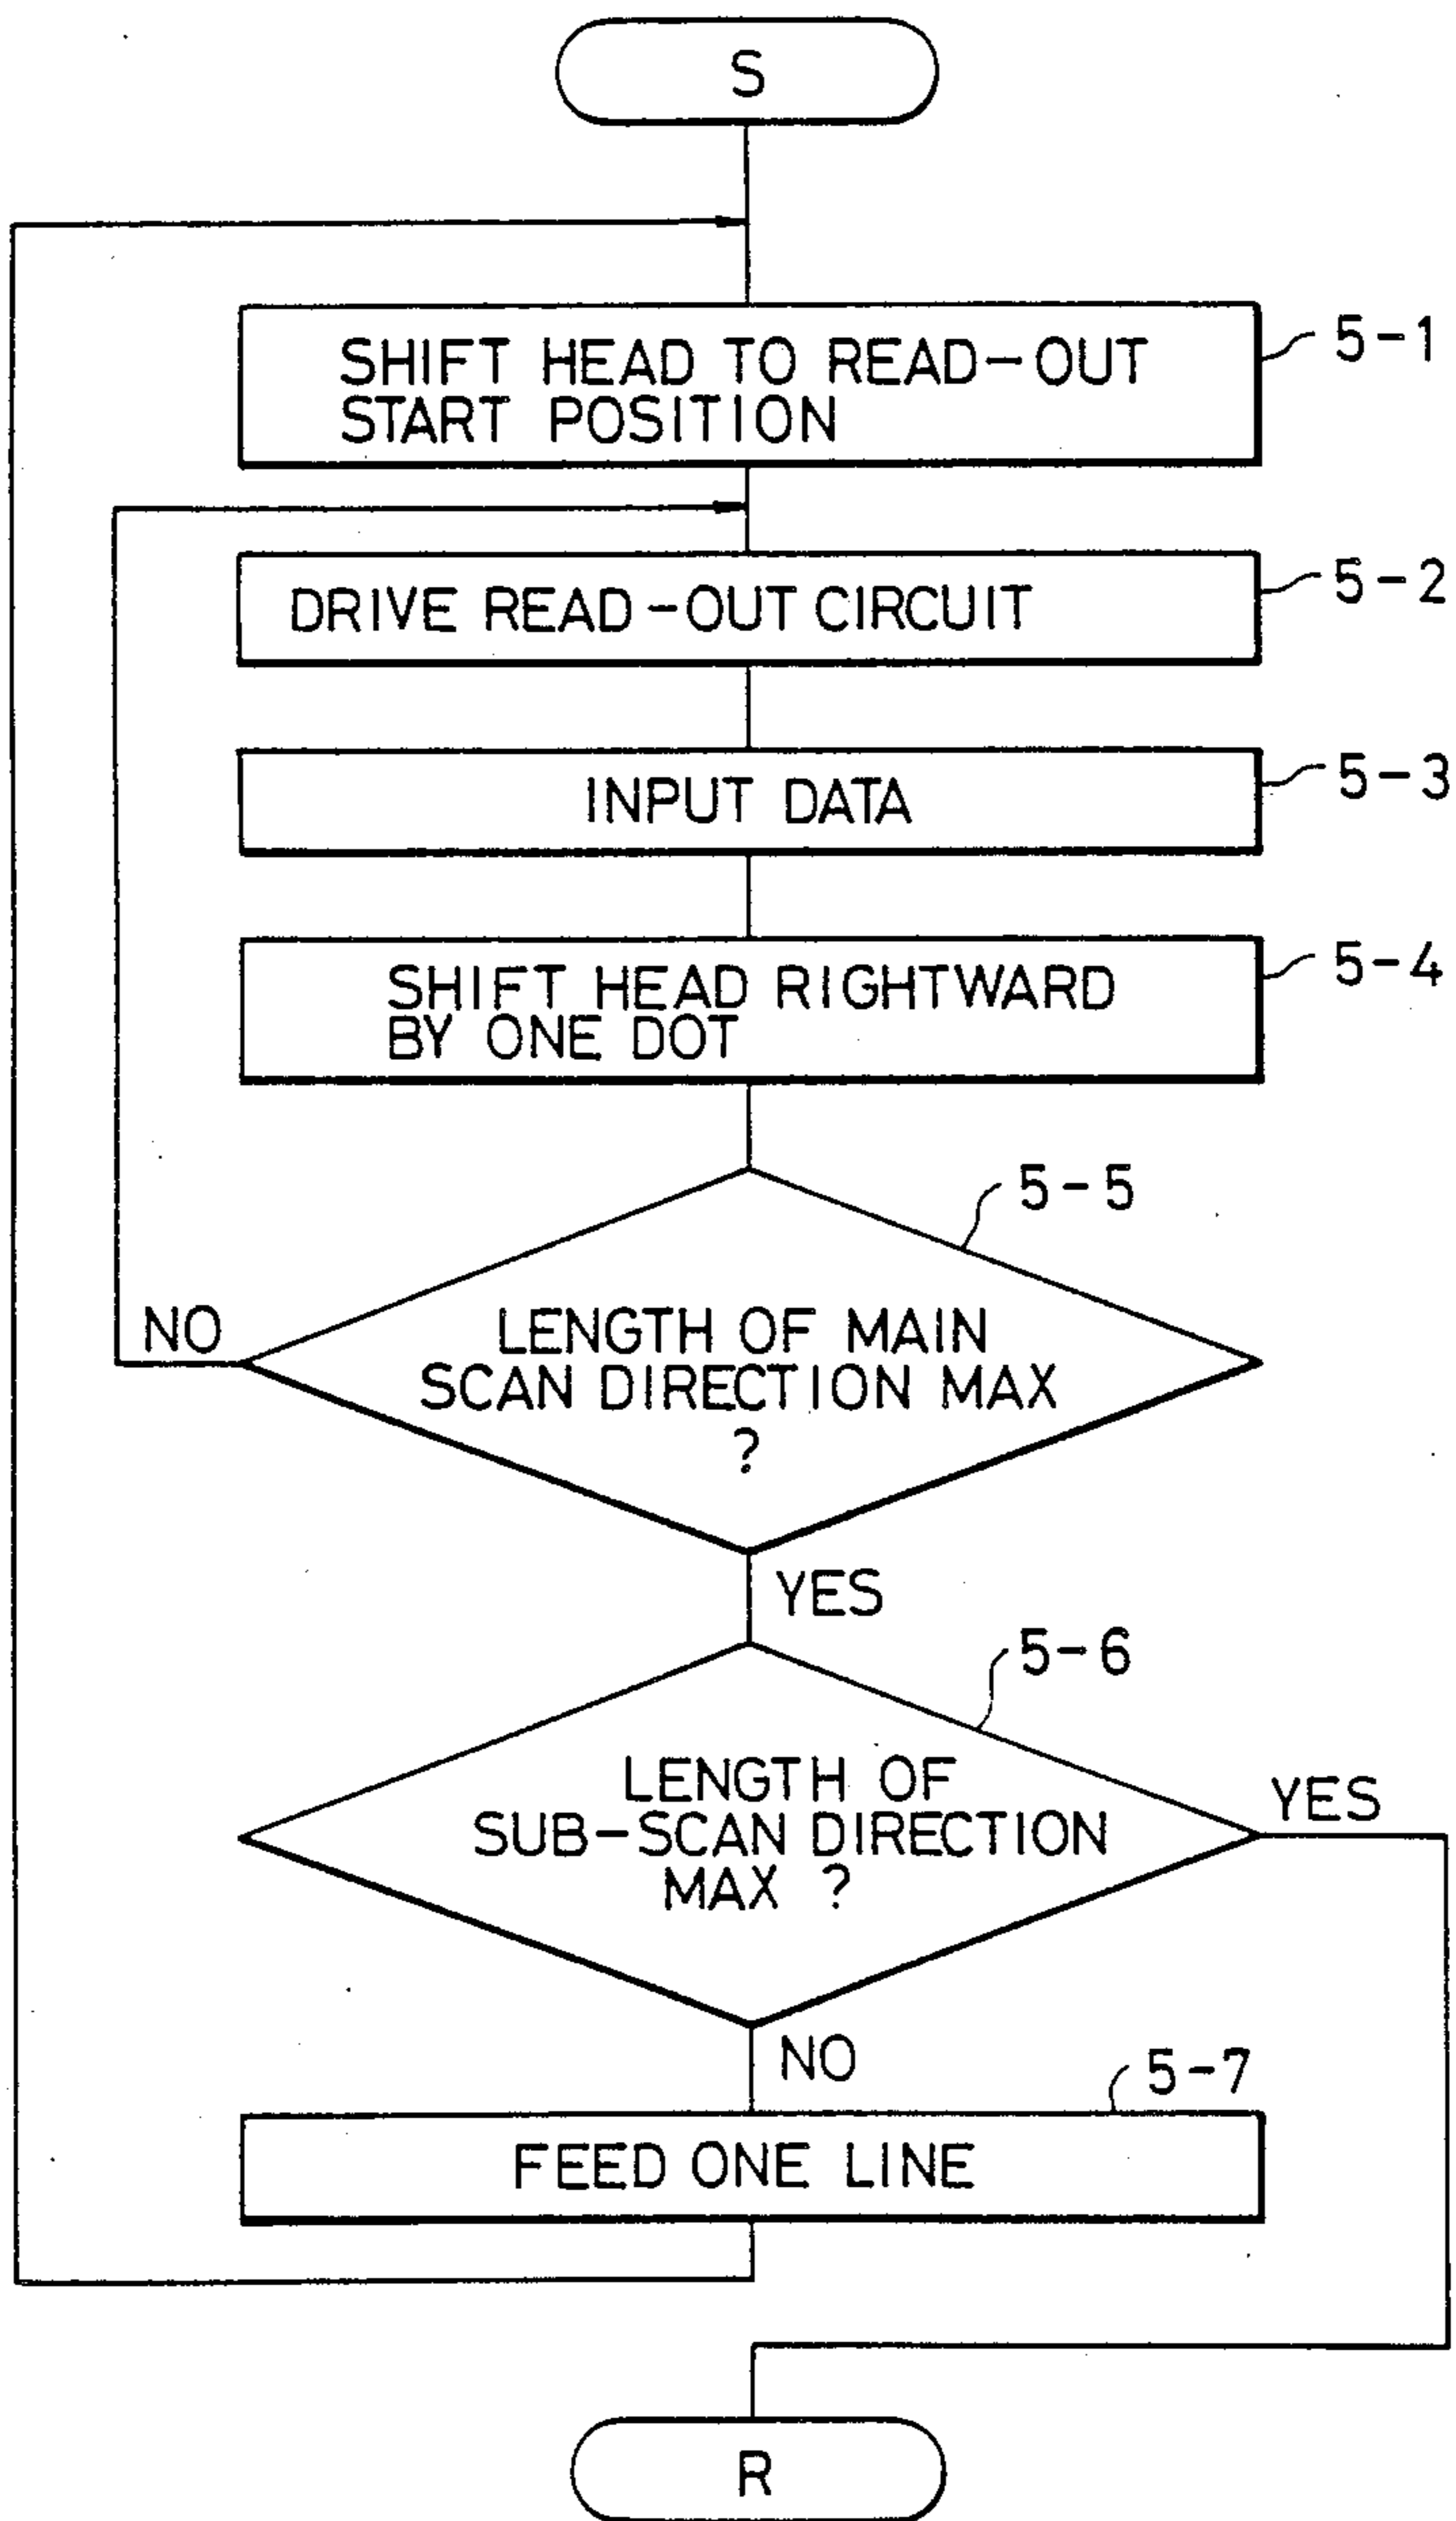 S
SHIFT HEAD TO READ-OUT
START POSITION
5-1
DRIVE READ-OUT CIRCUIT
5-2
INPUT DATA
5-3
SHIFT HEAD RIGHTWARD
BY ONE DOT
5-4
5-5
NO
LENGTH OF MAIN
SCAN DIRECTION MAX
?
YES
5-6
LENGTH OF
SUB-SCAN DIRECTION
MAX ?
YES
NO
5-7
FEED ONE LINE
R